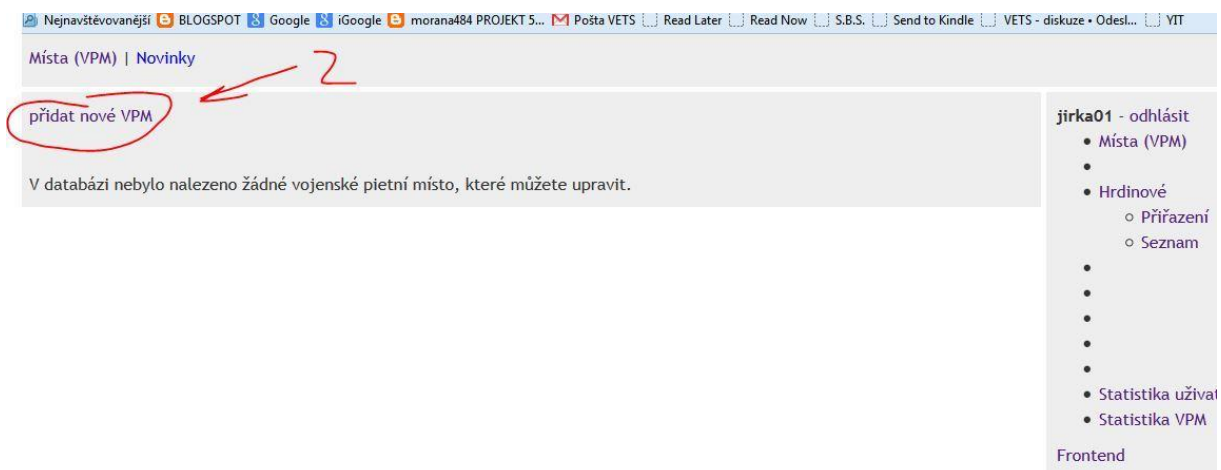 Nejnavštěvovanější BLOGSPOT Google iGoogle morana484 PROJEKT 5... Pošta VETS Read Later Read Now S.B.S. Send to Kindle VETS - diskuze • Odesl... YIT
Místa (VPM) | Novinky
2
přidat nové VPM
V databázi nebylo nalezeno žádné vojenské pietní místo, které můžete upravit.
jirka01 - odhlásit
Místa (VPM)
Hrdinové
Přiřazení
Seznam
Statistika uživat
Statistika VPM
Frontend